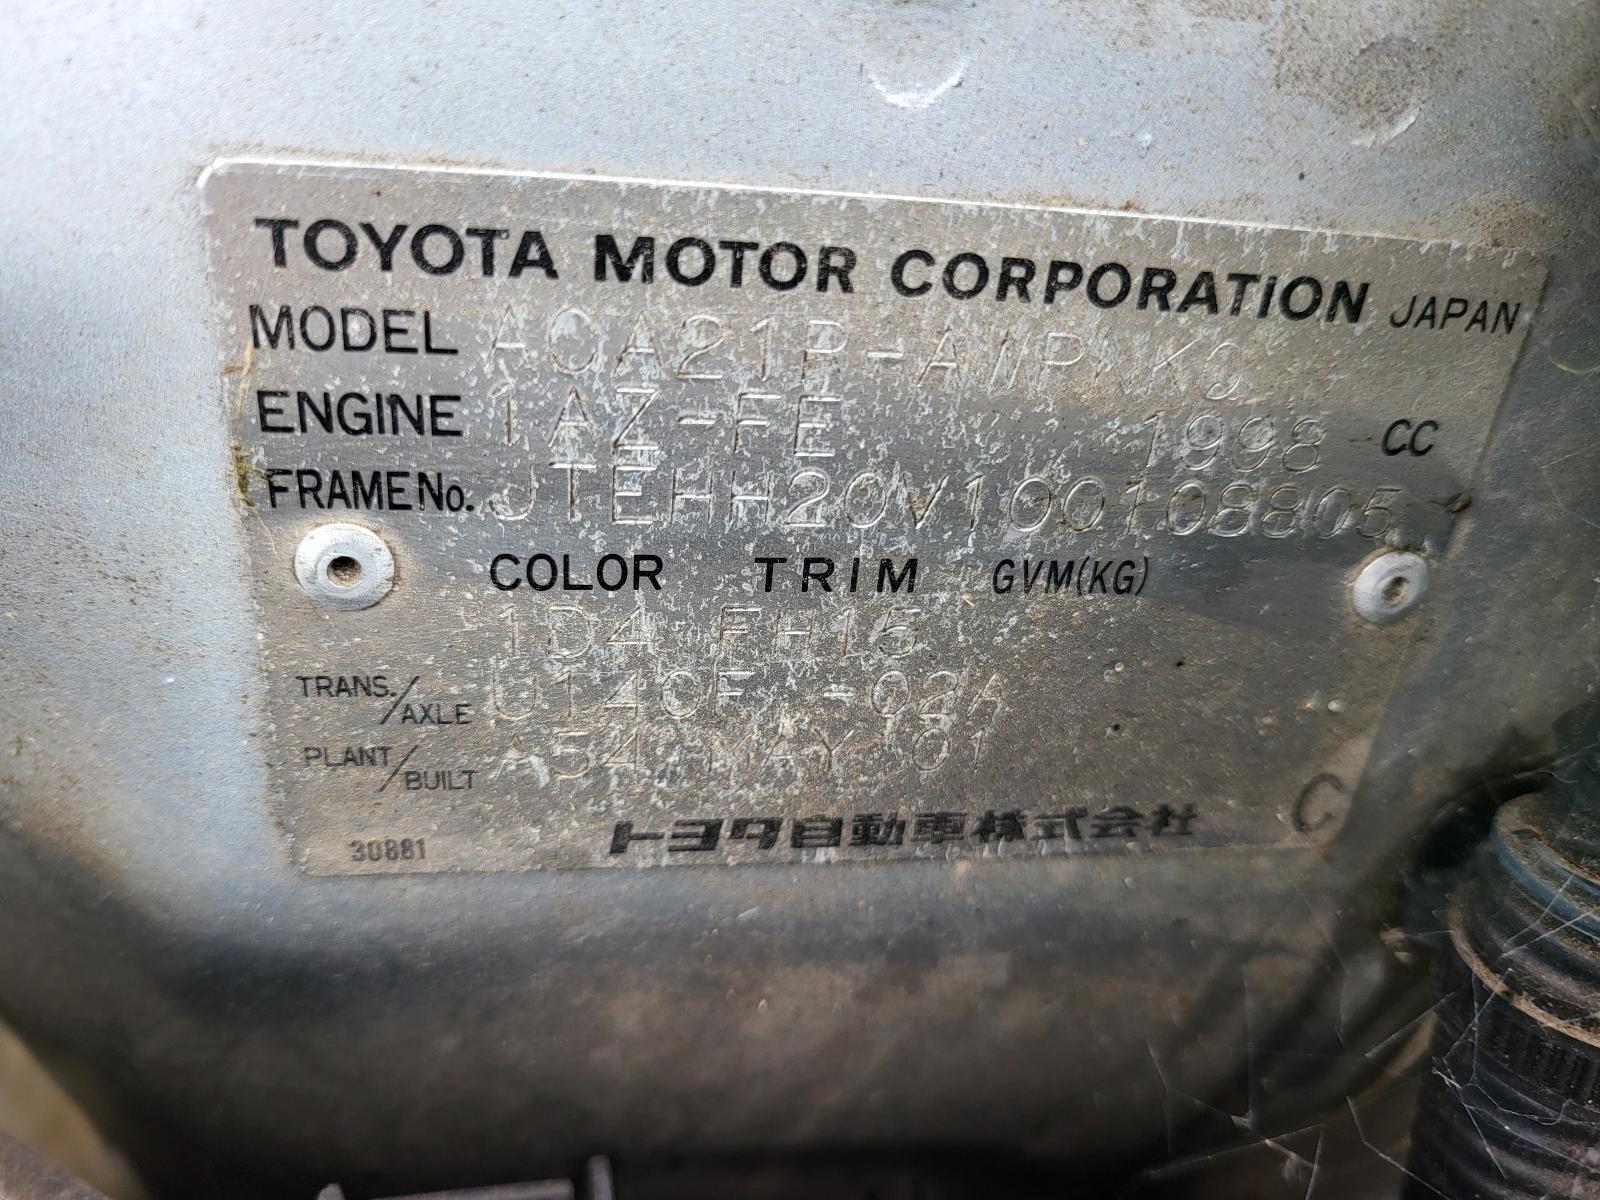 TOYOTA MOTOR CORPORATION JAPAN
MODEL ACA21R-AWPNKQ
ENGINE 1AZ-FE 1998 CC
FRAME No. JTEHH20V100108805
COLOR TRIM GVM(KG)
1D4 FH15
TRANS./AXLE U140F -02A
PLANT/BUILT A54 MAY 01
30881 トヨタ自動車株式会社 C